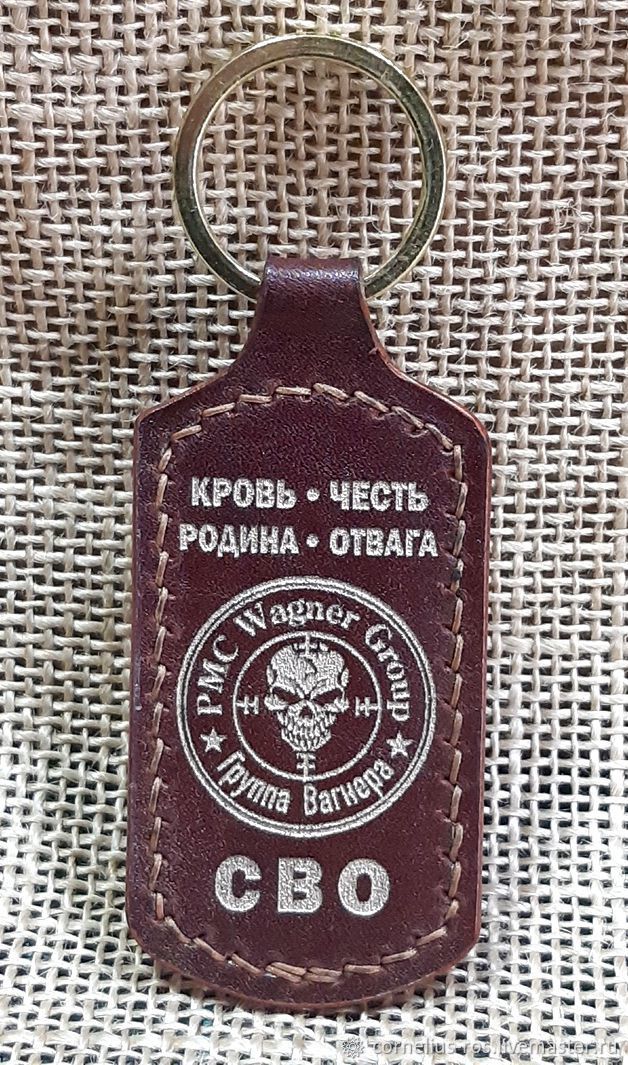 КРОВЬ • ЧЕСТЬ
РОДИНА • ОТВАГА
PMC Wagner Group
Группа Вагнера
СВО
cornelius-ros.livemaster.ru